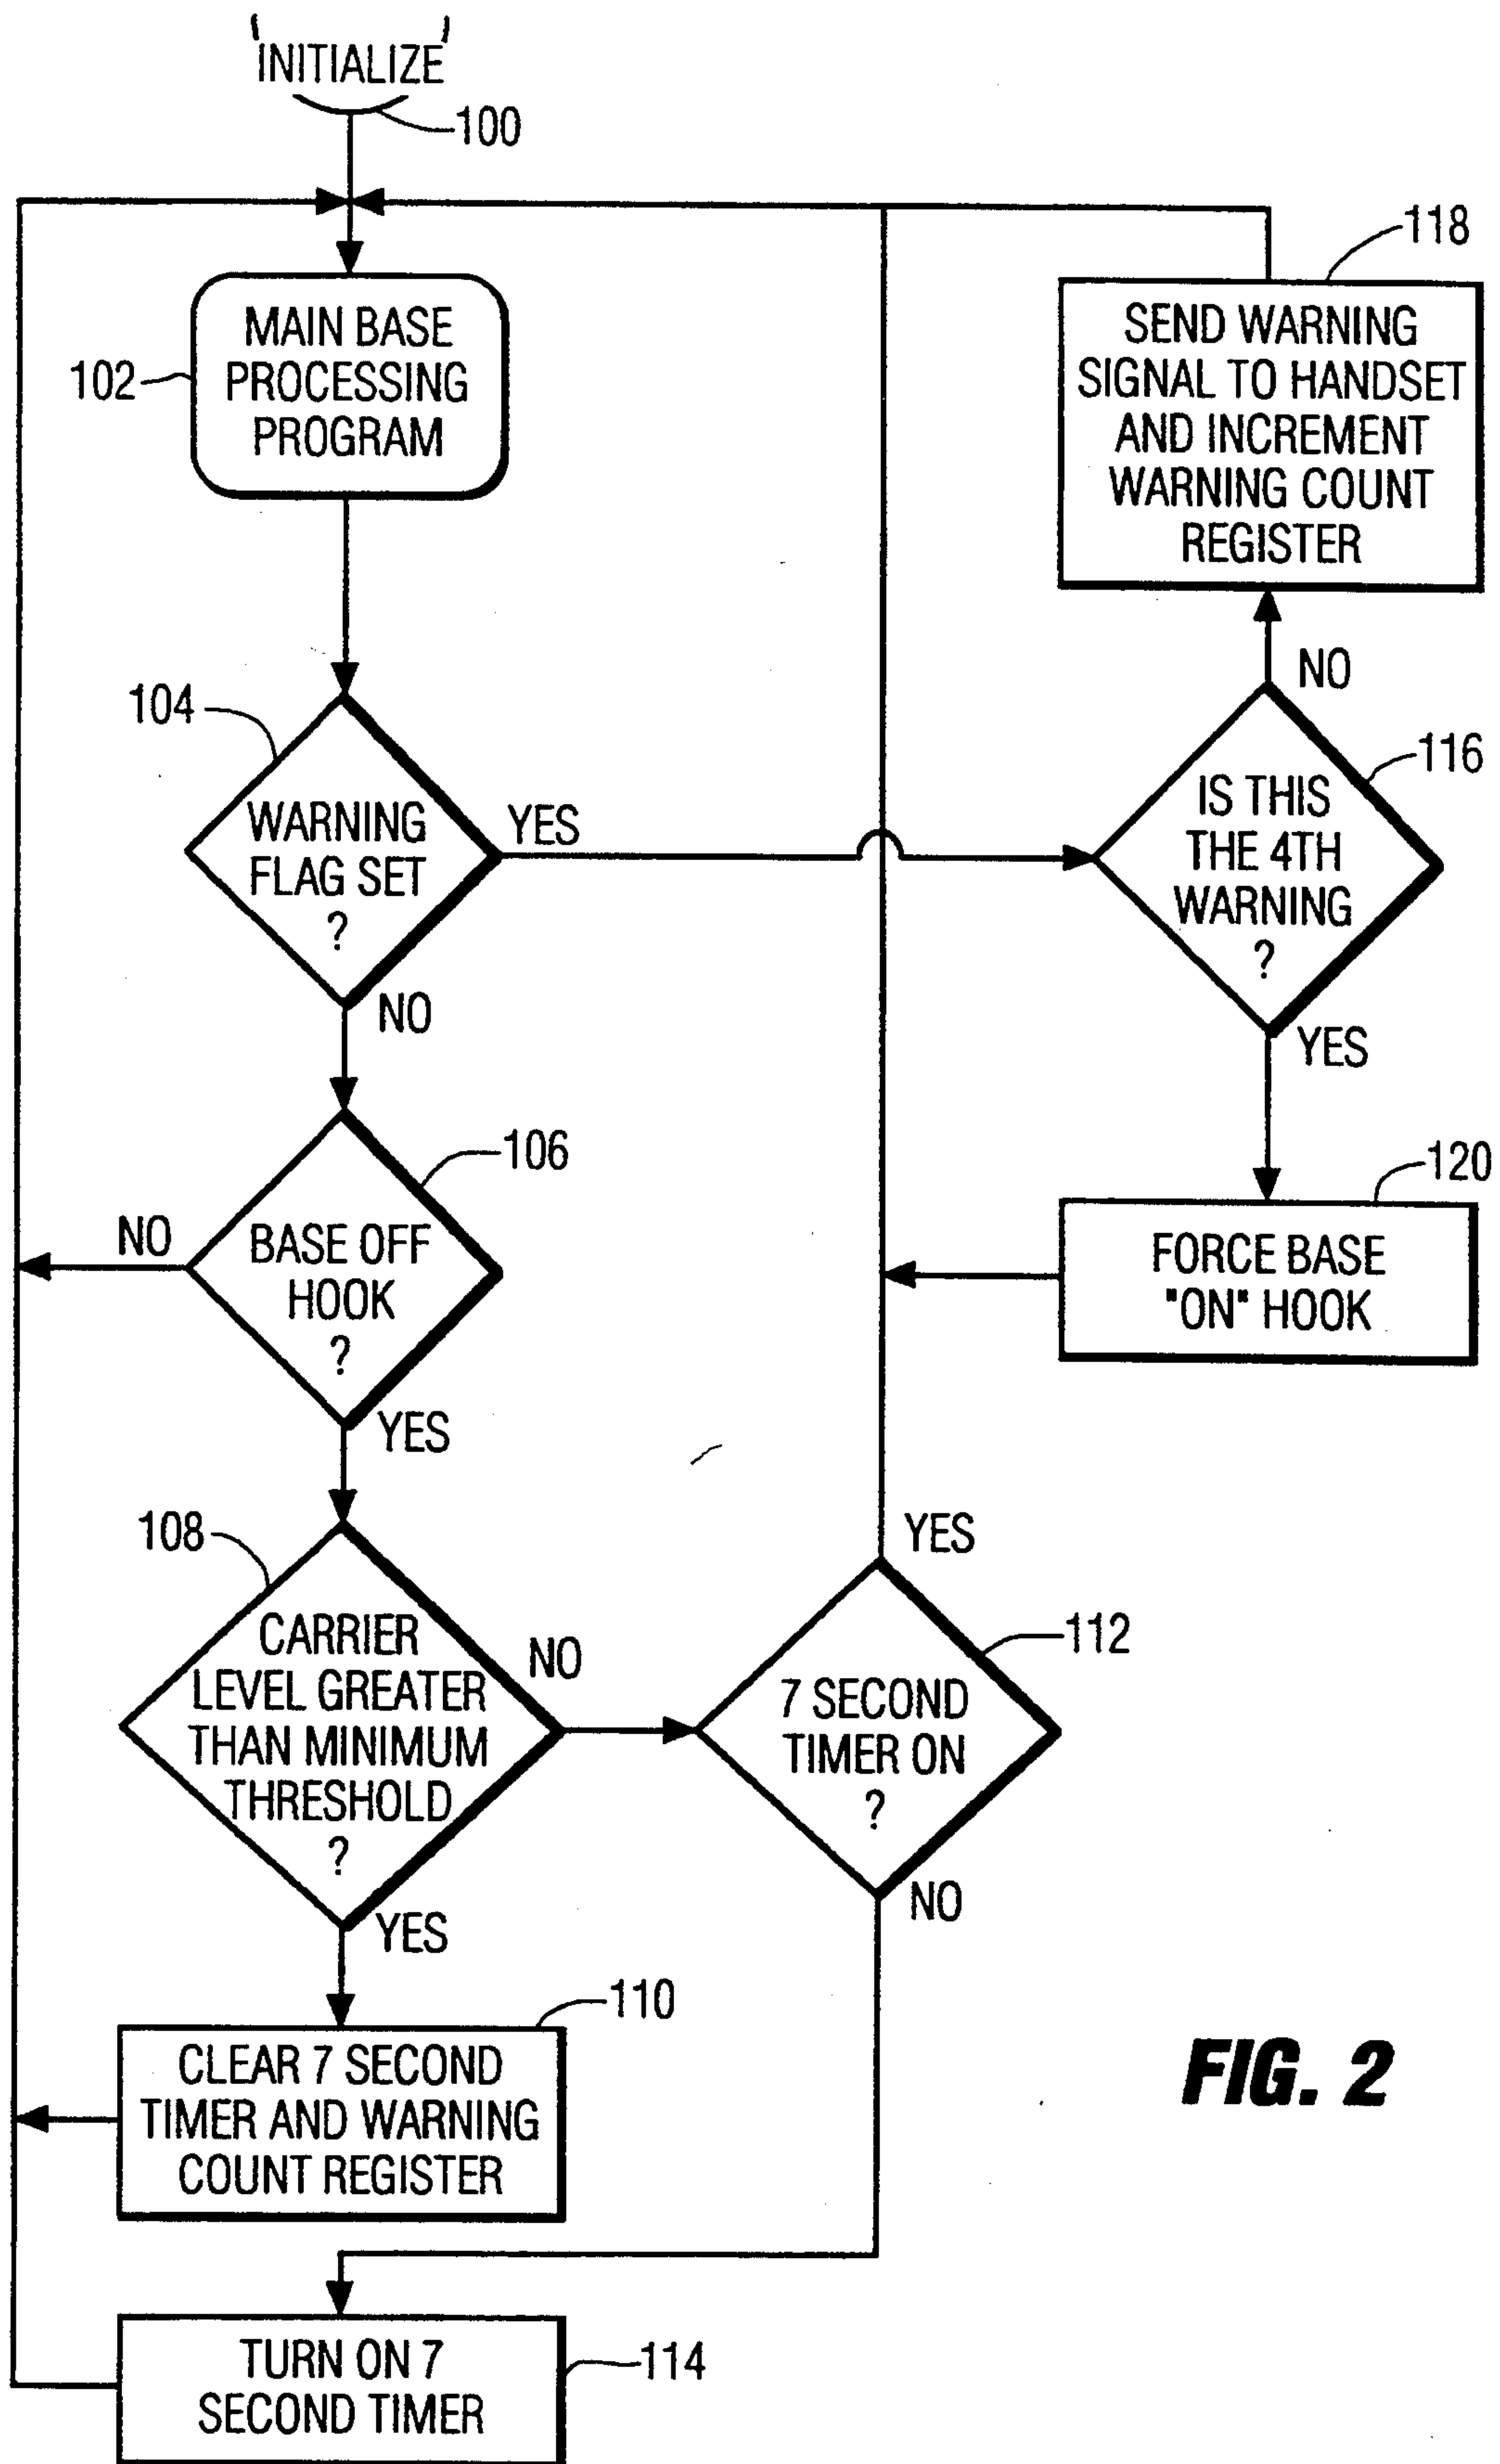 INITIALIZE
100
MAIN BASE
PROCESSING
PROGRAM
102
104
WARNING
FLAG SET
?
YES
NO
106
BASE OFF
HOOK
?
NO
YES
108
CARRIER
LEVEL GREATER
THAN MINIMUM
THRESHOLD
?
NO
YES
110
CLEAR 7 SECOND
TIMER AND WARNING
COUNT REGISTER
TURN ON 7
SECOND TIMER
114
YES
112
7 SECOND
TIMER ON
?
NO
118
SEND WARNING
SIGNAL TO HANDSET
AND INCREMENT
WARNING COUNT
REGISTER
NO
116
IS THIS
THE 4TH
WARNING
?
YES
120
FORCE BASE
"ON" HOOK
FIG. 2